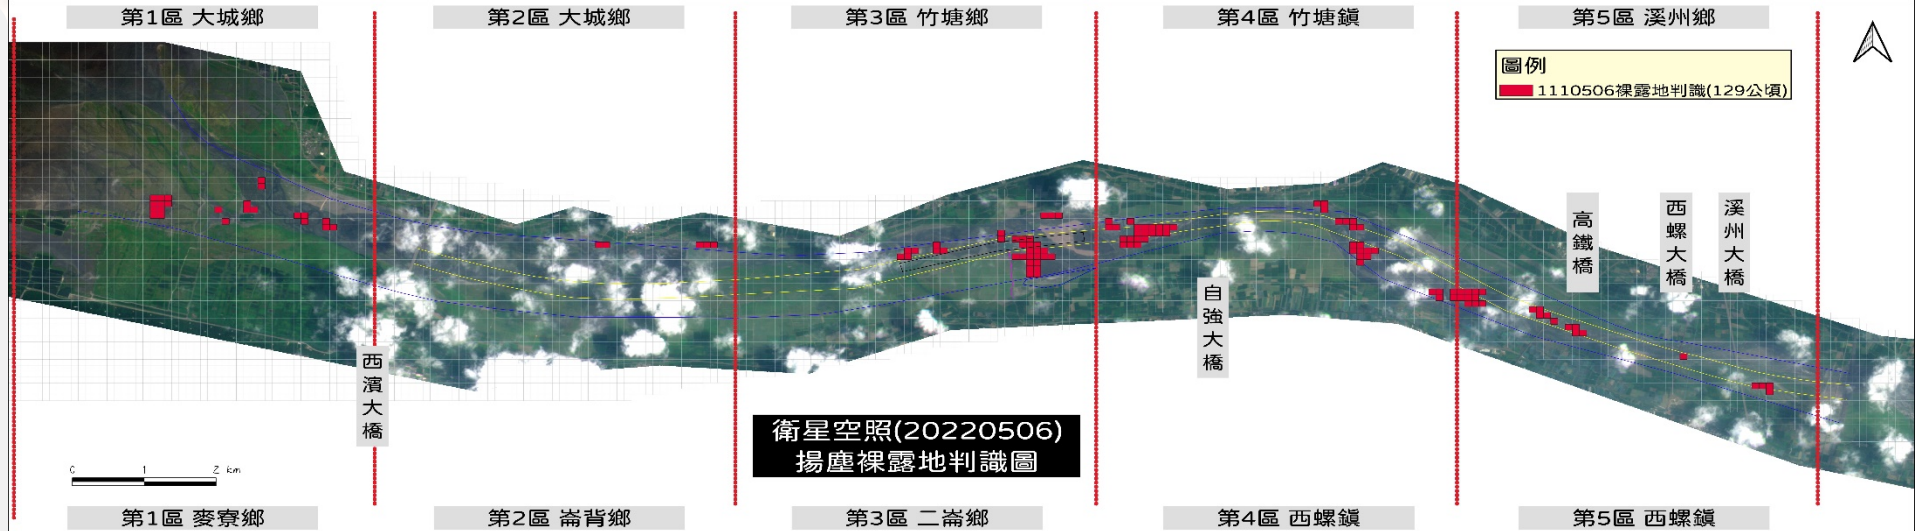 第1區 大城鄉
第2區 大城鄉
第3區 竹塘鄉
第4區 竹塘鎮
第5區 溪州鄉
圖例
1110506裸露地判識(129公頃)
高鐵橋
西螺大橋
溪州大橋
自強大橋
西濱大橋
衛星空照(20220506)
揚塵裸露地判識圖
0 1 2 km
第1區 麥寮鄉
第2區 崙背鄉
第3區 二崙鄉
第4區 西螺鎮
第5區 西螺鎮